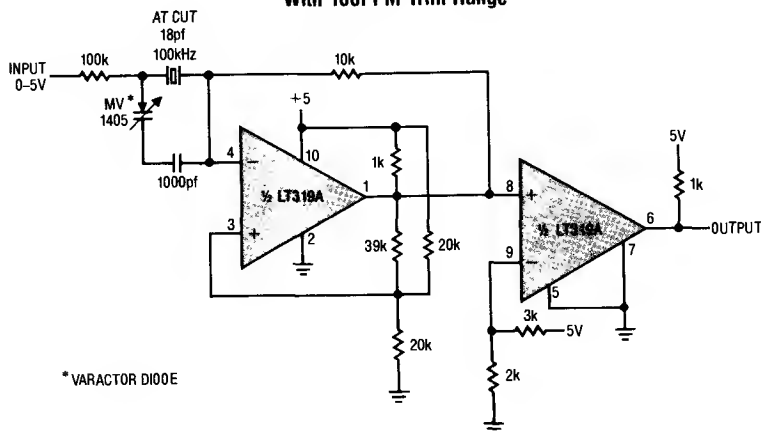 With 100PPM Trim Range
AT CUT
18pf
100kHz
INPUT
0–5V
100k
10k
MV*
1405
+5
1000pf
4
–
10
1k
½ LT319A
1
3
+
2
39k
20k
20k
8
+
½ LT319A
6
9
–
7
5
5V
1k
OUTPUT
3k
5V
2k
* VARACTOR DIODE